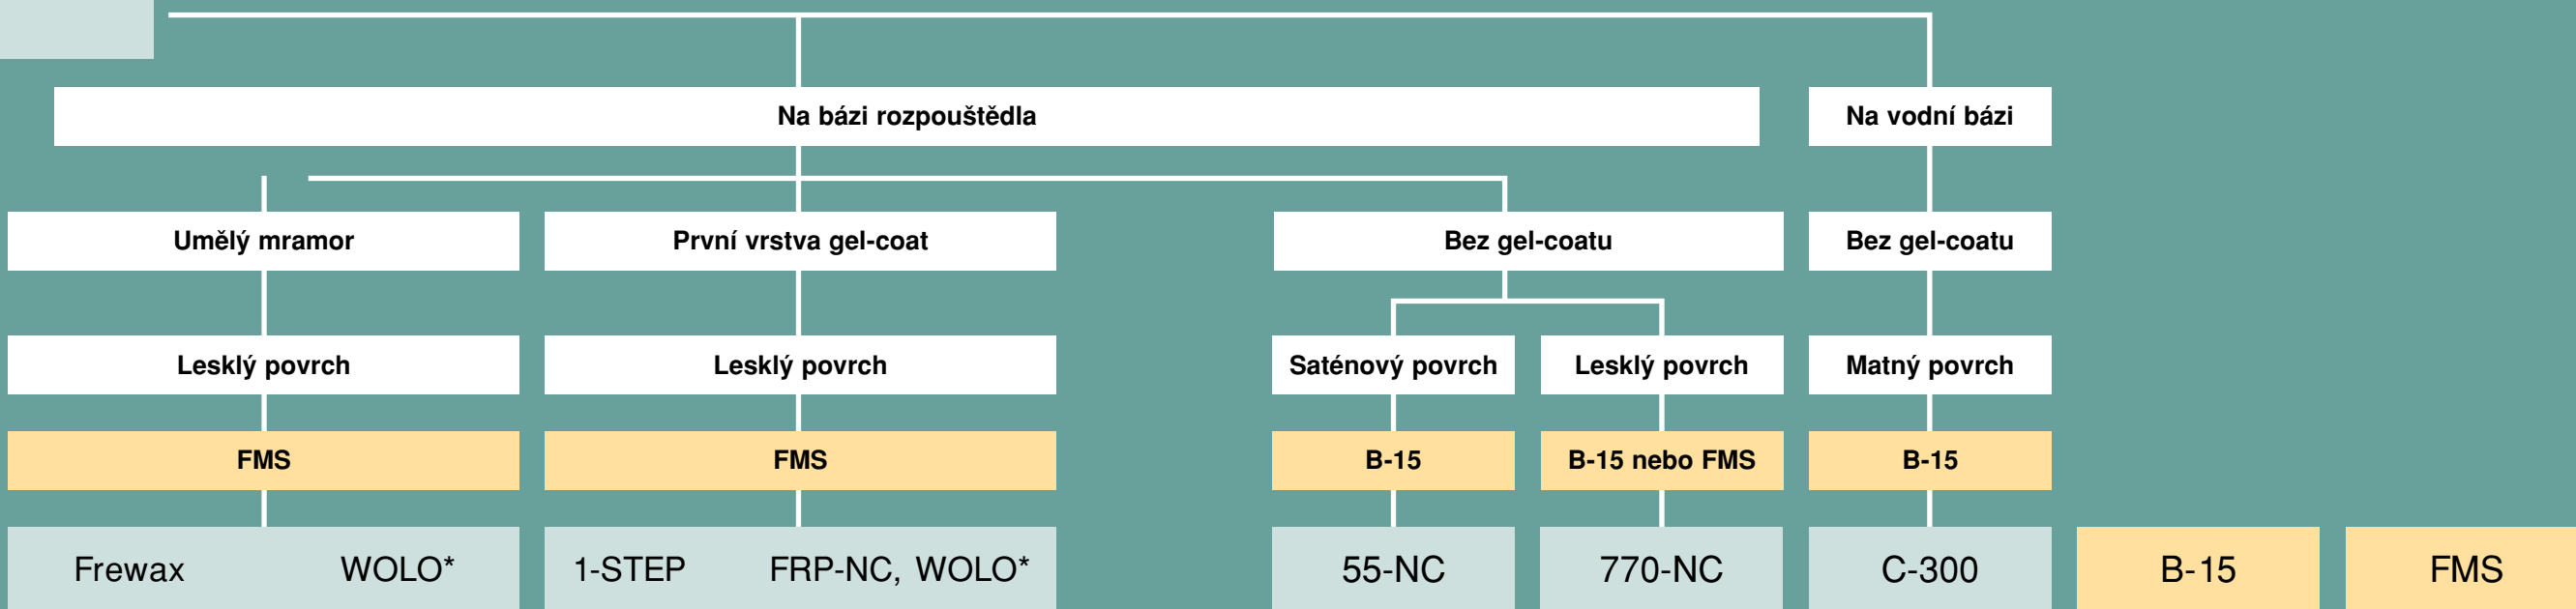 Na bázi rozpouštědla
Na vodní bázi
Umělý mramor
První vrstva gel-coat
Bez gel-coatu
Bez gel-coatu
Lesklý povrch
Lesklý povrch
Saténový povrch
Lesklý povrch
Matný povrch
FMS
FMS
B-15
B-15 nebo FMS
B-15
Frewax
WOLO*
1-STEP
FRP-NC, WOLO*
55-NC
770-NC
C-300
B-15
FMS